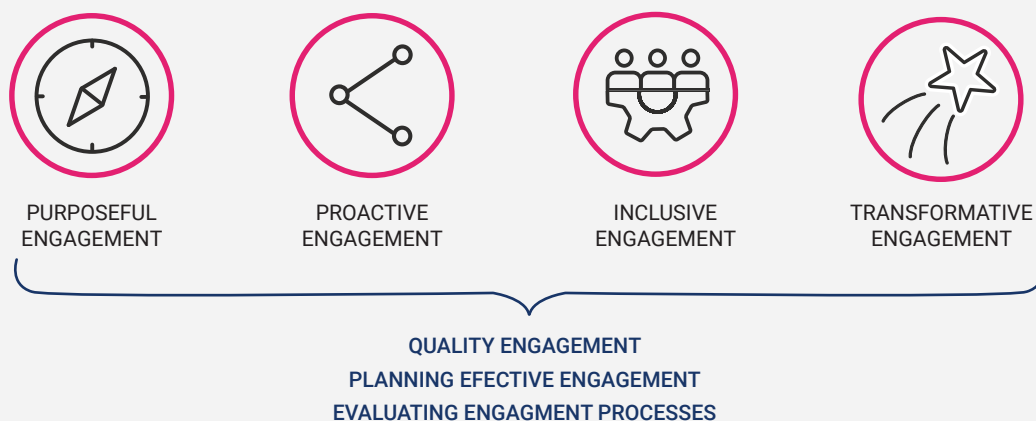 PURPOSEFUL
ENGAGEMENT
PROACTIVE
ENGAGEMENT
INCLUSIVE
ENGAGEMENT
TRANSFORMATIVE
ENGAGEMENT
QUALITY ENGAGEMENT
PLANNING EFECTIVE ENGAGEMENT
EVALUATING ENGAGMENT PROCESSES